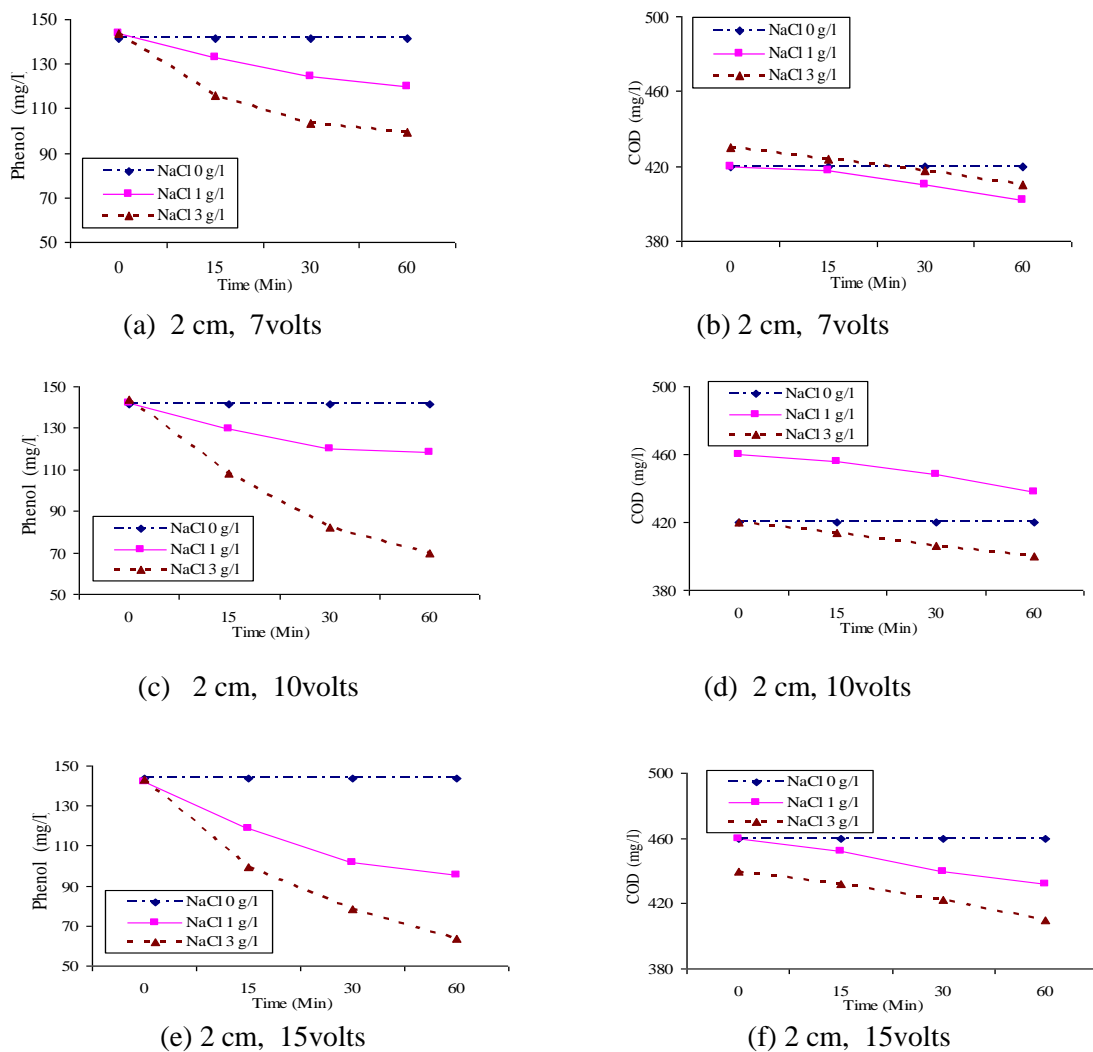 150
130
110
90
70
50
Phenol (mg/l)
NaCl 0 g/l
NaCl 1 g/l
NaCl 3 g/l
0 15 30 60
Time (Min)
(a) 2 cm, 7volts
500
460
420
380
COD (mg/l)
NaCl 0 g/l
NaCl 1 g/l
NaCl 3 g/l
0 15 30 60
Time (Min)
(b) 2 cm, 7volts
150
130
110
90
70
50
Phenol (mg/l)
NaCl 0 g/l
NaCl 1 g/l
NaCl 3 g/l
0 15 30 60
Time (Min)
(c) 2 cm, 10volts
500
460
420
380
COD (mg/l)
NaCl 0 g/l
NaCl 1 g/l
NaCl 3 g/l
0 15 30 60
Time (Min)
(d) 2 cm, 10volts
150
130
110
90
70
50
Phenol (mg/l)
NaCl 0 g/l
NaCl 1 g/l
NaCl 3 g/l
0 15 30 60
Time (Min)
(e) 2 cm, 15volts
500
460
420
380
COD (mg/l)
NaCl 0 g/l
NaCl 1 g/l
NaCl 3 g/l
0 15 30 60
Time (Min)
(f) 2 cm, 15volts